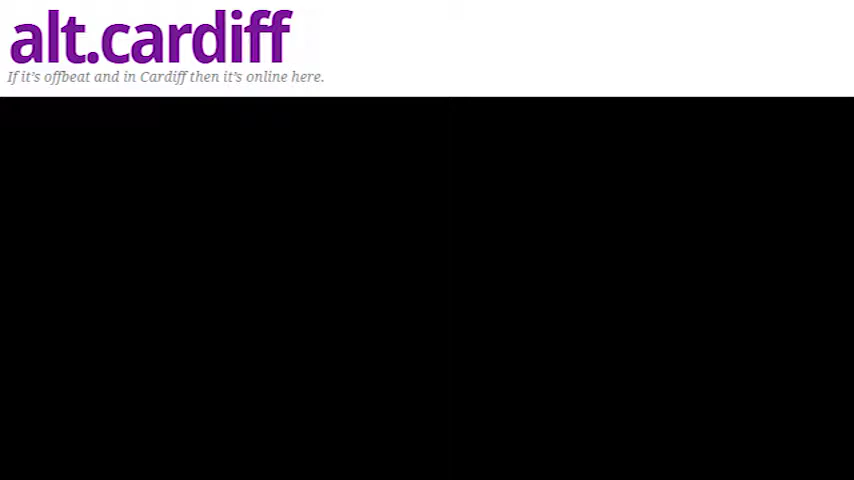 alt.cardiff
If it's offbeat and in Cardiff then it's online here.